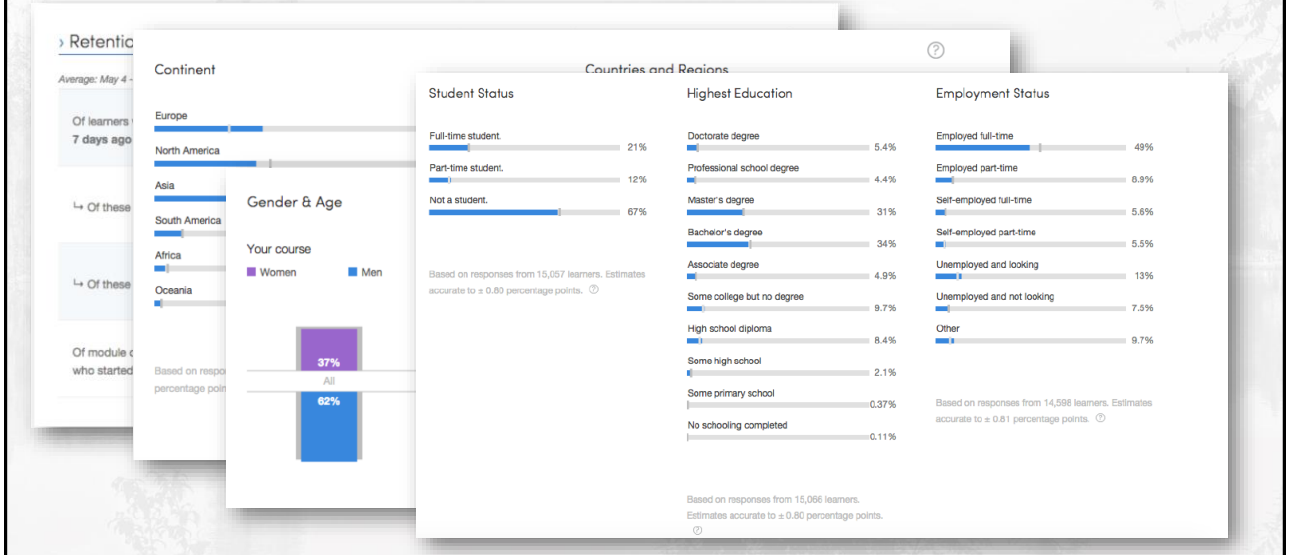 › Retentio
Average: May 4 -
Of learners
7 days ago
↳ Of these
↳ Of these
Of module
who started
Continent
Countries and Regions
Europe
North America
Asia
South America
Africa
Oceania
Based on respo
percentage poin
Gender & Age
Your course
Women Men
37%
All
62%
Student Status
Full-time student.
21%
Part-time student.
12%
Not a student.
67%
Based on responses from 15,057 learners. Estimates
accurate to ± 0.80 percentage points.
Highest Education
Doctorate degree
5.4%
Professional school degree
4.4%
Master's degree
31%
Bachelor's degree
34%
Associate degree
4.9%
Some college but no degree
9.7%
High school diploma
8.4%
Some high school
2.1%
Some primary school
0.37%
No schooling completed
0.11%
Based on responses from 15,066 learners.
Estimates accurate to ± 0.80 percentage points.
Employment Status
Employed full-time
49%
Employed part-time
8.9%
Self-employed full-time
5.6%
Self-employed part-time
5.5%
Unemployed and looking
13%
Unemployed and not looking
7.5%
Other
9.7%
Based on responses from 14,598 learners. Estimates
accurate to ± 0.81 percentage points.